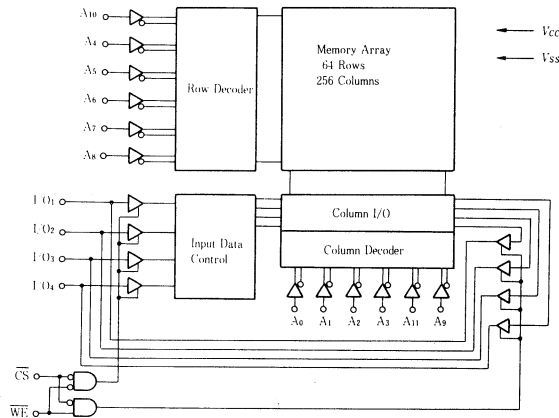 A10
A4
A5
A6
A7
A8
Row Decoder
Memory Array
64 Rows
256 Columns
Vcc
Vss
I/O1
I/O2
I/O3
I/O4
Input Data
Control
Column I/O
Column Decoder
A0 A1 A2 A3 A11 A9
CS
WE